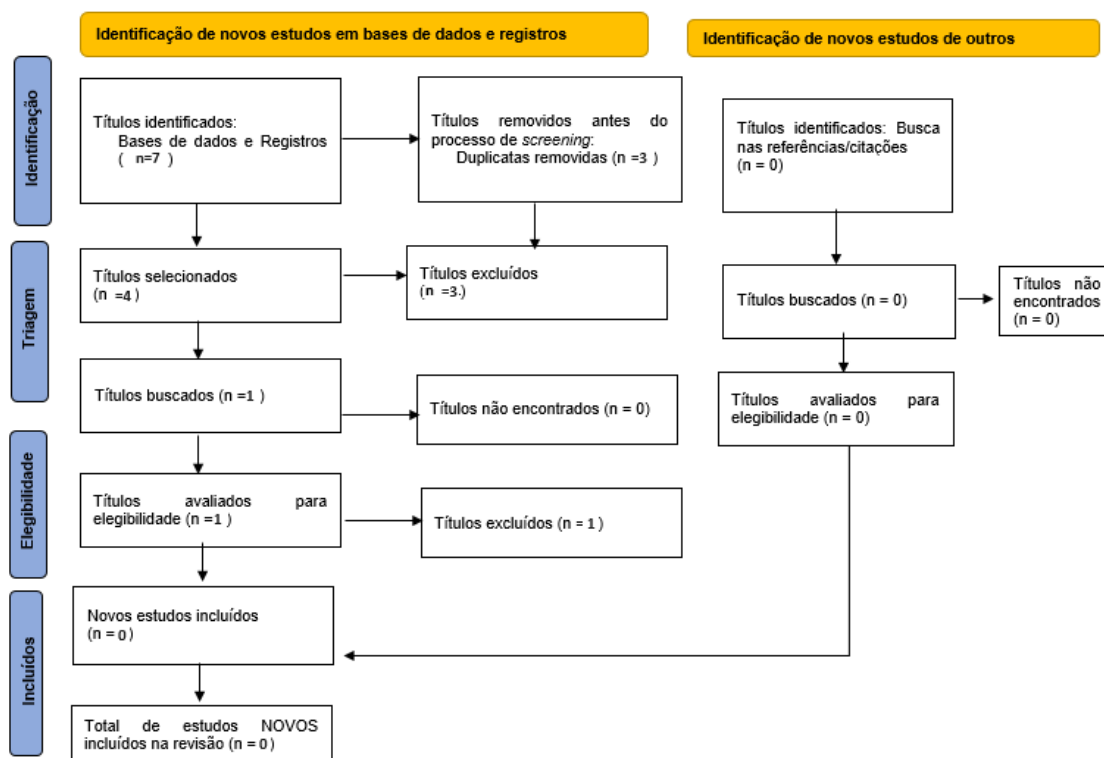 Identificação de novos estudos em bases de dados e registros
Identificação de novos estudos de outros
Identificação
Títulos identificados:
Bases de dados e Registros
( n=7 )
Títulos removidos antes do
processo de screening:
Duplicatas removidas (n =3 )
Títulos identificados: Busca
nas referências/citações
(n = 0)
Triagem
Títulos selecionados
(n =4)
Títulos excluídos
(n =3.)
Títulos buscados (n = 0)
Títulos não
encontrados
(n = 0)
Títulos buscados (n =1 )
Títulos não encontrados (n = 0)
Títulos avaliados para
elegibilidade (n = 0)
Elegibilidade
Títulos avaliados para
elegibilidade (n =1 )
Títulos excluídos (n = 1 )
Incluídos
Novos estudos incluídos
(n = 0 )
Total de estudos NOVOS
incluídos na revisão (n = 0 )